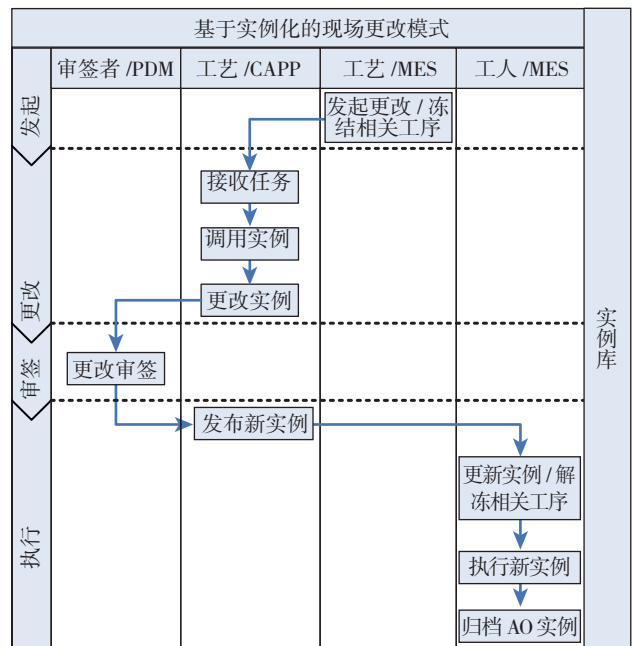 基于实例化的现场更改模式
审签者 /PDM
工艺 /CAPP
工艺 /MES
工人 /MES
发起
发起更改 / 冻
结相关工序
更改
接收任务
调用实例
更改实例
审签
更改审签
执行
发布新实例
更新实例 / 解
冻相关工序
执行新实例
归档 AO 实例
实例库